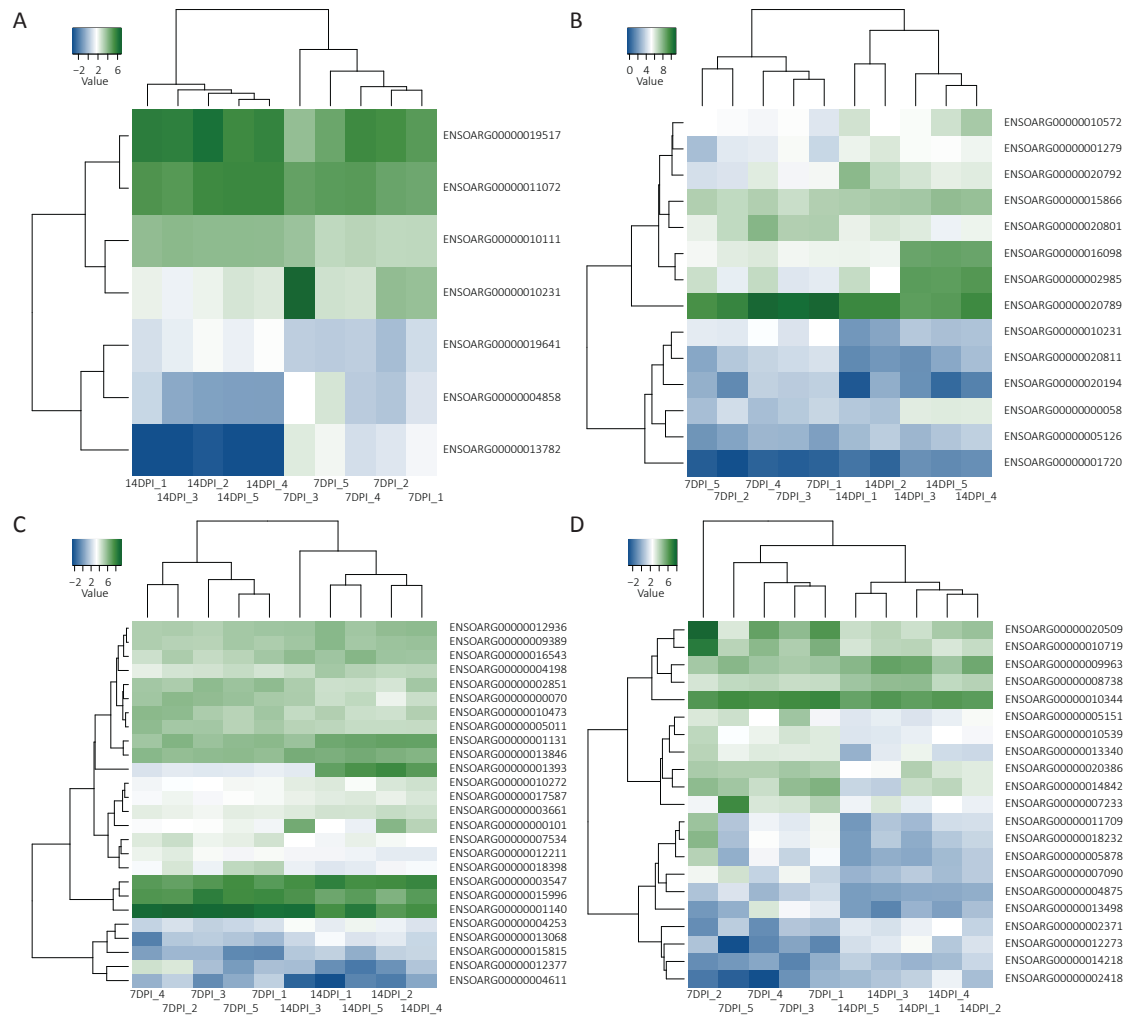 A
−2 2 6
Value
ENSOARG00000019517
ENSOARG00000011072
ENSOARG00000010111
ENSOARG00000010231
ENSOARG00000019641
ENSOARG00000004858
ENSOARG00000013782
14DPI_1 14DPI_2 14DPI_4 7DPI_5 7DPI_2
14DPI_3 14DPI_5 7DPI_3 7DPI_4 7DPI_1
B
0 4 8
Value
ENSOARG00000010572
ENSOARG00000001279
ENSOARG00000020792
ENSOARG00000015866
ENSOARG00000020801
ENSOARG00000016098
ENSOARG00000002985
ENSOARG00000020789
ENSOARG00000010231
ENSOARG00000020811
ENSOARG00000020194
ENSOARG00000000058
ENSOARG00000005126
ENSOARG00000001720
7DPI_5 7DPI_4 7DPI_1 14DPI_2 14DPI_5
7DPI_2 7DPI_3 14DPI_1 14DPI_3 14DPI_4
C
−2 2 6
Value
ENSOARG00000012936
ENSOARG00000009389
ENSOARG00000016543
ENSOARG00000004198
ENSOARG00000002851
ENSOARG00000000070
ENSOARG00000010473
ENSOARG00000005011
ENSOARG00000001131
ENSOARG00000013846
ENSOARG00000001393
ENSOARG00000010272
ENSOARG00000017587
ENSOARG00000003661
ENSOARG00000000101
ENSOARG00000007534
ENSOARG00000012211
ENSOARG00000018398
ENSOARG00000003547
ENSOARG00000015996
ENSOARG00000001140
ENSOARG00000004253
ENSOARG00000013068
ENSOARG00000015815
ENSOARG00000012377
ENSOARG00000004611
7DPI_4 7DPI_3 7DPI_1 14DPI_1 14DPI_2
7DPI_2 7DPI_5 14DPI_3 14DPI_5 14DPI_4
D
−2 2 6
Value
ENSOARG00000020509
ENSOARG00000010719
ENSOARG00000009963
ENSOARG00000008738
ENSOARG00000010344
ENSOARG00000005151
ENSOARG00000010539
ENSOARG00000013340
ENSOARG00000020386
ENSOARG00000014842
ENSOARG00000007233
ENSOARG00000011709
ENSOARG00000018232
ENSOARG00000005878
ENSOARG00000007090
ENSOARG00000004875
ENSOARG00000013498
ENSOARG00000002371
ENSOARG00000012273
ENSOARG00000014218
ENSOARG00000002418
7DPI_2 7DPI_4 7DPI_1 14DPI_3 14DPI_4
7DPI_5 7DPI_3 14DPI_5 14DPI_1 14DPI_2